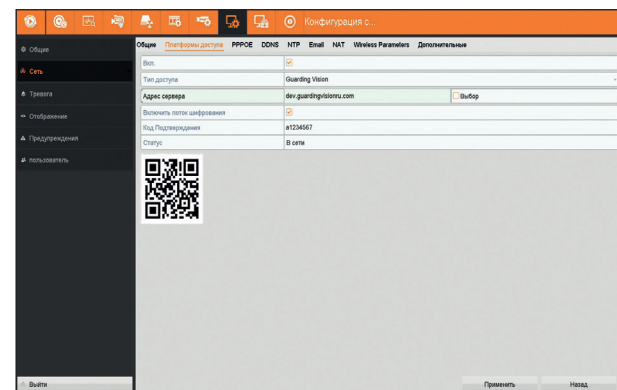 Конфигурация с...
Общие
Сеть
Тревога
Отображение
Предупреждения
пользователь
Выйти
Общие Платформы доступа PPPOE DDNS NTP Email NAT Wireless Parameters Дополнительные
Вкл.
Тип доступа Guarding Vision
Адрес сервера dev.guardingvisionru.com Выбор
Включить поток шифрования
Код Подтверждения a1234567
Статус В сети
Применить Назад